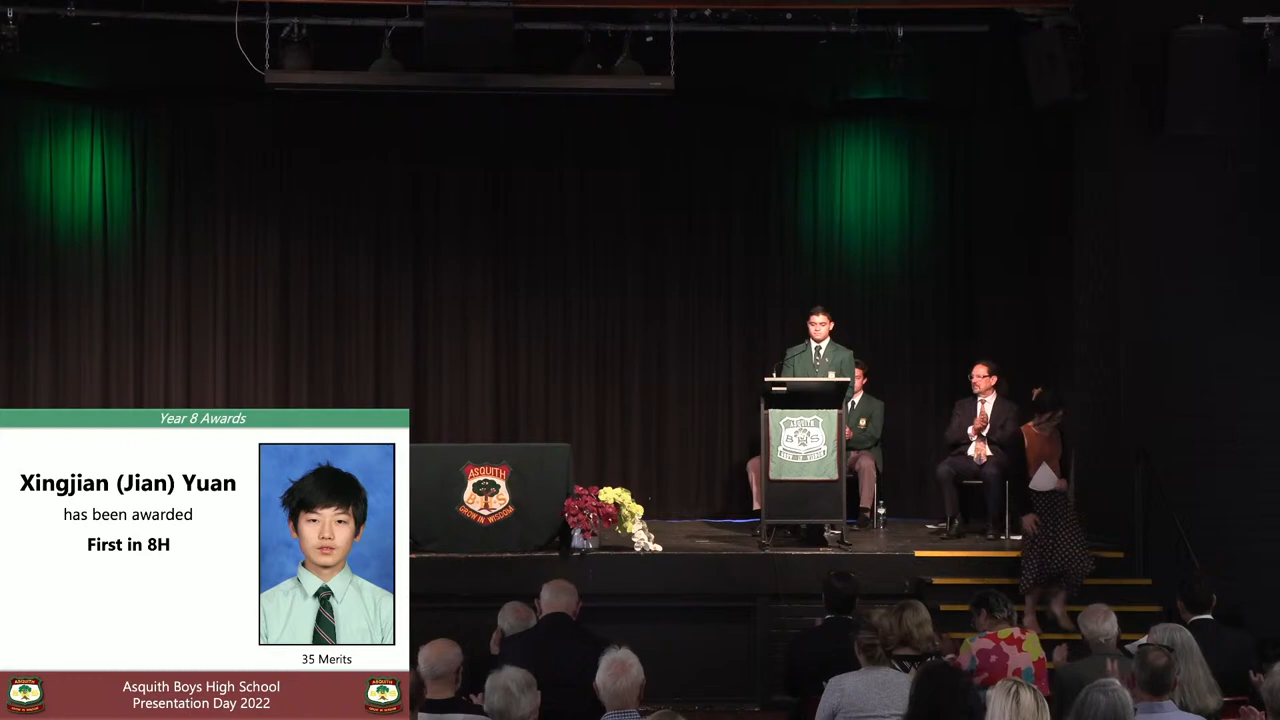 Year 8 Awards
Xingjian (Jian) Yuan
has been awarded
First in 8H
35 Merits
Asquith Boys High School
Presentation Day 2022
ASQUITH
B H S
GROW IN WISDOM
ASQUITH
B H S